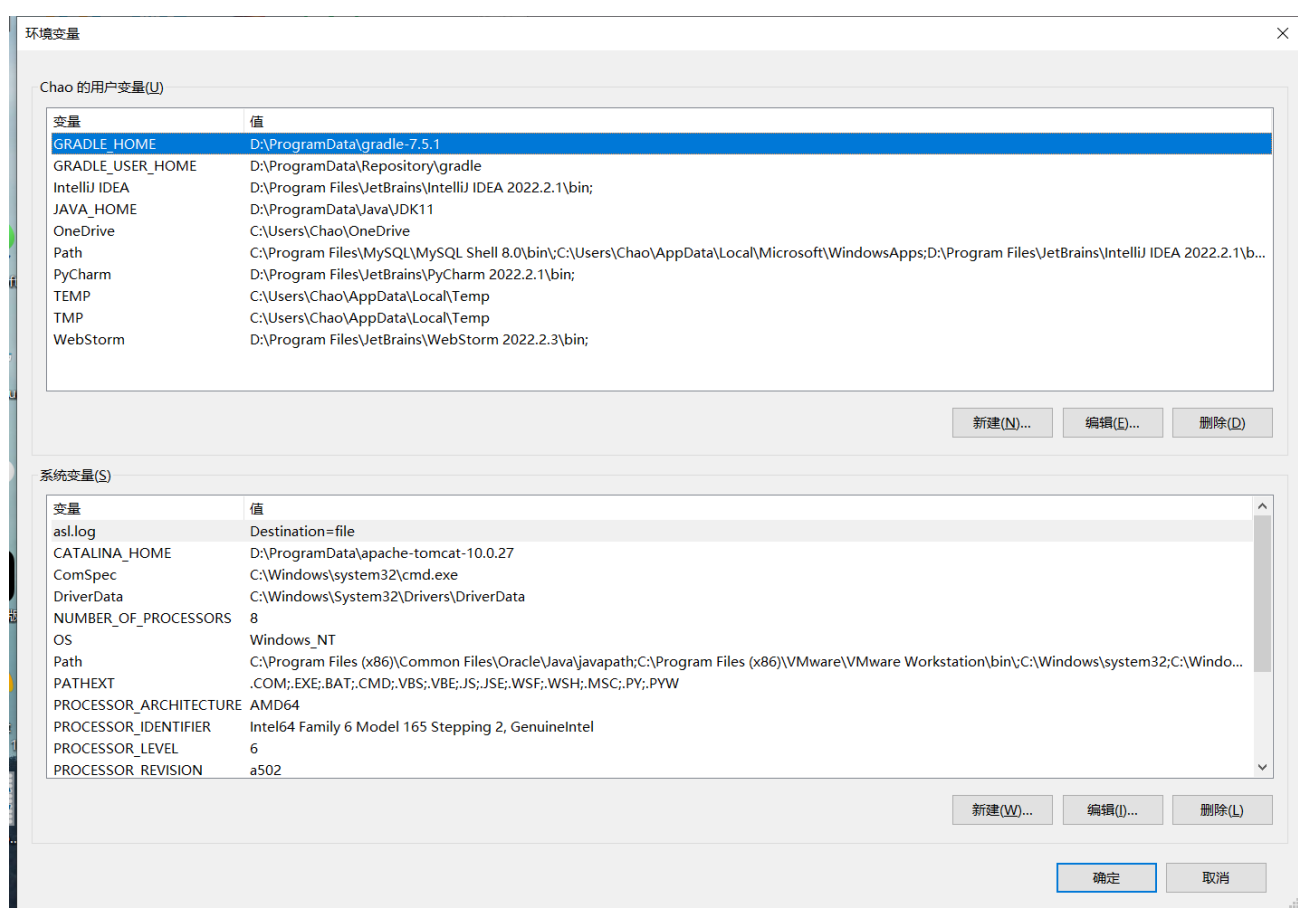 环境变量
Chao 的用户变量(U)
变量 值
GRADLE_HOME D:\ProgramData\gradle-7.5.1
GRADLE_USER_HOME D:\ProgramData\Repository\gradle
IntelliJ IDEA D:\Program Files\JetBrains\IntelliJ IDEA 2022.2.1\bin;
JAVA_HOME D:\ProgramData\Java\JDK11
OneDrive C:\Users\Chao\OneDrive
Path C:\Program Files\MySQL\MySQL Shell 8.0\bin\;C:\Users\Chao\AppData\Local\Microsoft\WindowsApps;D:\Program Files\JetBrains\IntelliJ IDEA 2022.2.1\b...
PyCharm D:\Program Files\JetBrains\PyCharm 2022.2.1\bin;
TEMP C:\Users\Chao\AppData\Local\Temp
TMP C:\Users\Chao\AppData\Local\Temp
WebStorm D:\Program Files\JetBrains\WebStorm 2022.2.3\bin;
新建(N)... 编辑(E)... 删除(D)
系统变量(S)
变量 值
asl.log Destination=file
CATALINA_HOME D:\ProgramData\apache-tomcat-10.0.27
ComSpec C:\Windows\system32\cmd.exe
DriverData C:\Windows\System32\Drivers\DriverData
NUMBER_OF_PROCESSORS 8
OS Windows_NT
Path C:\Program Files (x86)\Common Files\Oracle\Java\javapath;C:\Program Files (x86)\VMware\VMware Workstation\bin\;C:\Windows\system32;C:\Windo...
PATHEXT .COM;.EXE;.BAT;.CMD;.VBS;.VBE;.JS;.JSE;.WSF;.WSH;.MSC;.PY;.PYW
PROCESSOR_ARCHITECTURE AMD64
PROCESSOR_IDENTIFIER Intel64 Family 6 Model 165 Stepping 2, GenuineIntel
PROCESSOR_LEVEL 6
PROCESSOR_REVISION a502
新建(W)... 编辑(I)... 删除(L)
确定 取消